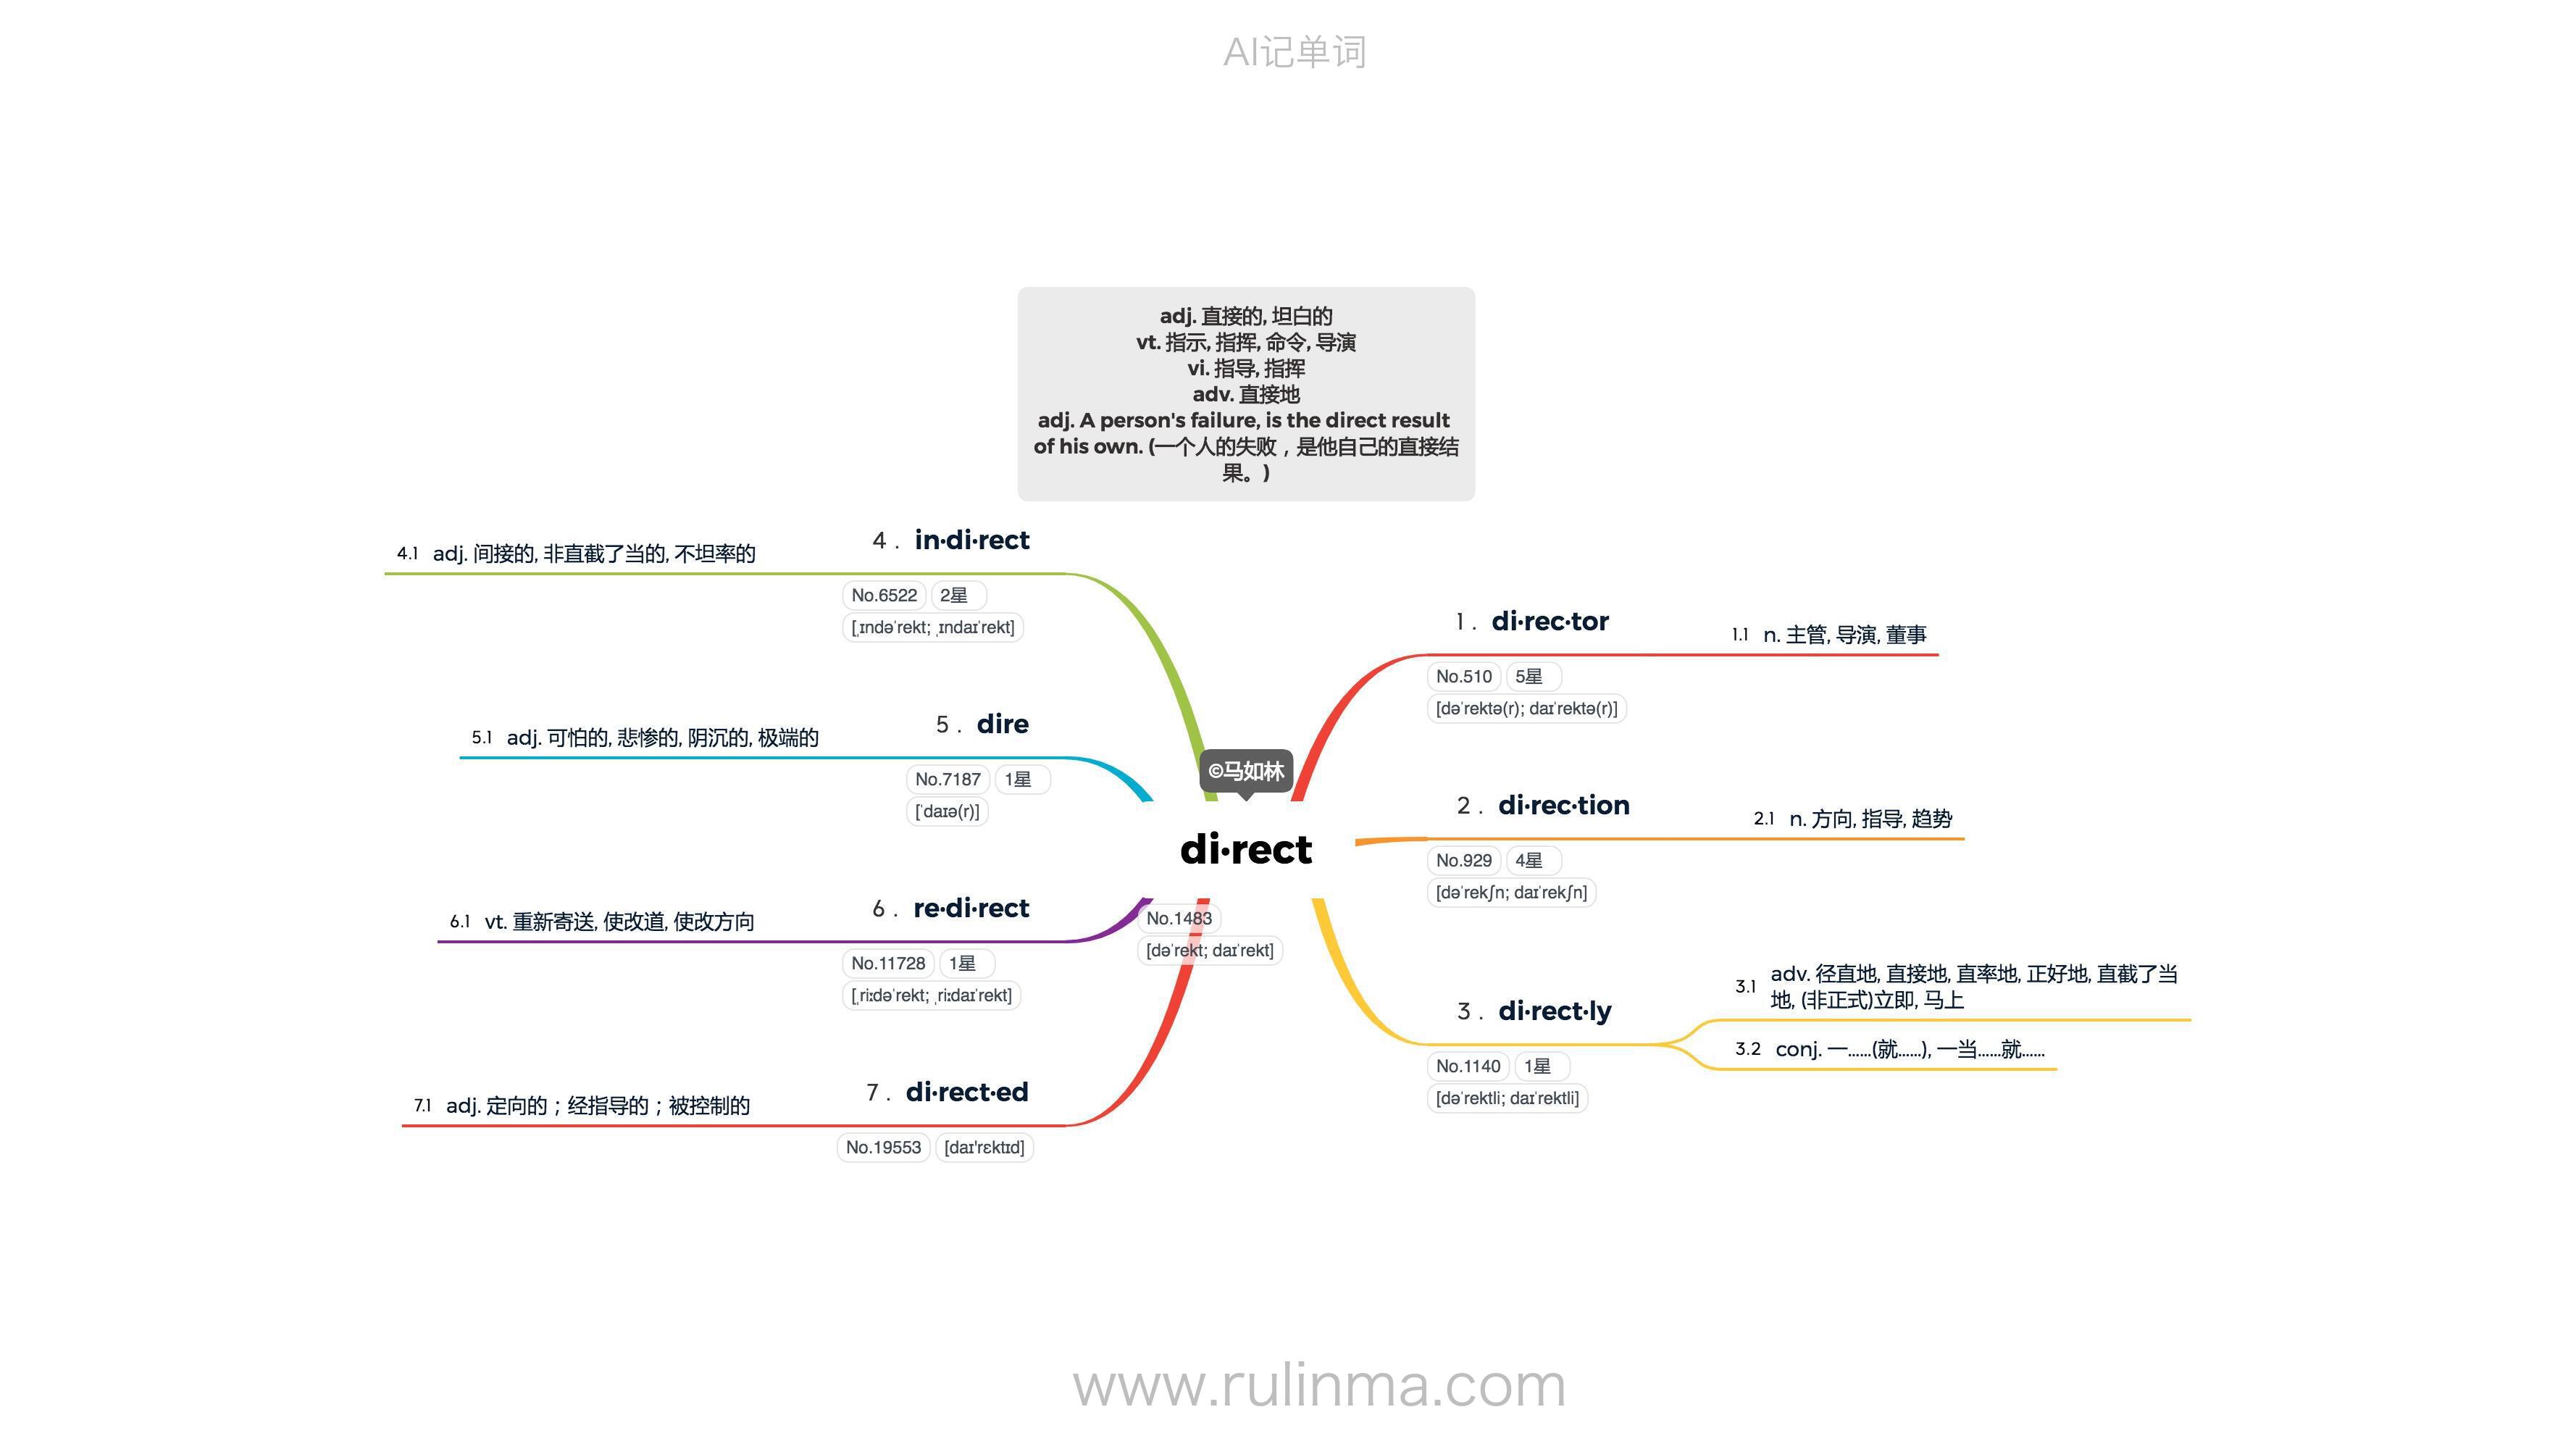 AI记单词
adj. 直接的, 坦白的
vt. 指示, 指挥, 命令, 导演
vi. 指导, 指挥
adv. 直接地
adj. A person's failure, is the direct result
of his own. (一个人的失败，是他自己的直接结
果。)
©马如林
di·rect
No.1483
[dəˈrekt; daɪˈrekt]
1 . di·rec·tor
No.510 5星
[dəˈrektə(r); daɪˈrektə(r)]
1.1 n. 主管, 导演, 董事
2 . di·rec·tion
No.929 4星
[dəˈrekʃn; daɪˈrekʃn]
2.1 n. 方向, 指导, 趋势
3 . di·rect·ly
No.1140 1星
[dəˈrektli; daɪˈrektli]
3.1 adv. 径直地, 直接地, 直率地, 正好地, 直截了当
地, (非正式)立即, 马上
3.2 conj. 一……(就……), 一当……就……
4 . in·di·rect
No.6522 2星
[ˌɪndəˈrekt; ˌɪndaɪˈrekt]
4.1 adj. 间接的, 非直截了当的, 不坦率的
5 . dire
No.7187 1星
[ˈdaɪə(r)]
5.1 adj. 可怕的, 悲惨的, 阴沉的, 极端的
6 . re·di·rect
No.11728 1星
[ˌriːdəˈrekt; ˌriːdaɪˈrekt]
6.1 vt. 重新寄送, 使改道, 使改方向
7 . di·rect·ed
No.19553 [daɪ'rɛktɪd]
7.1 adj. 定向的；经指导的；被控制的
www.rulinma.com